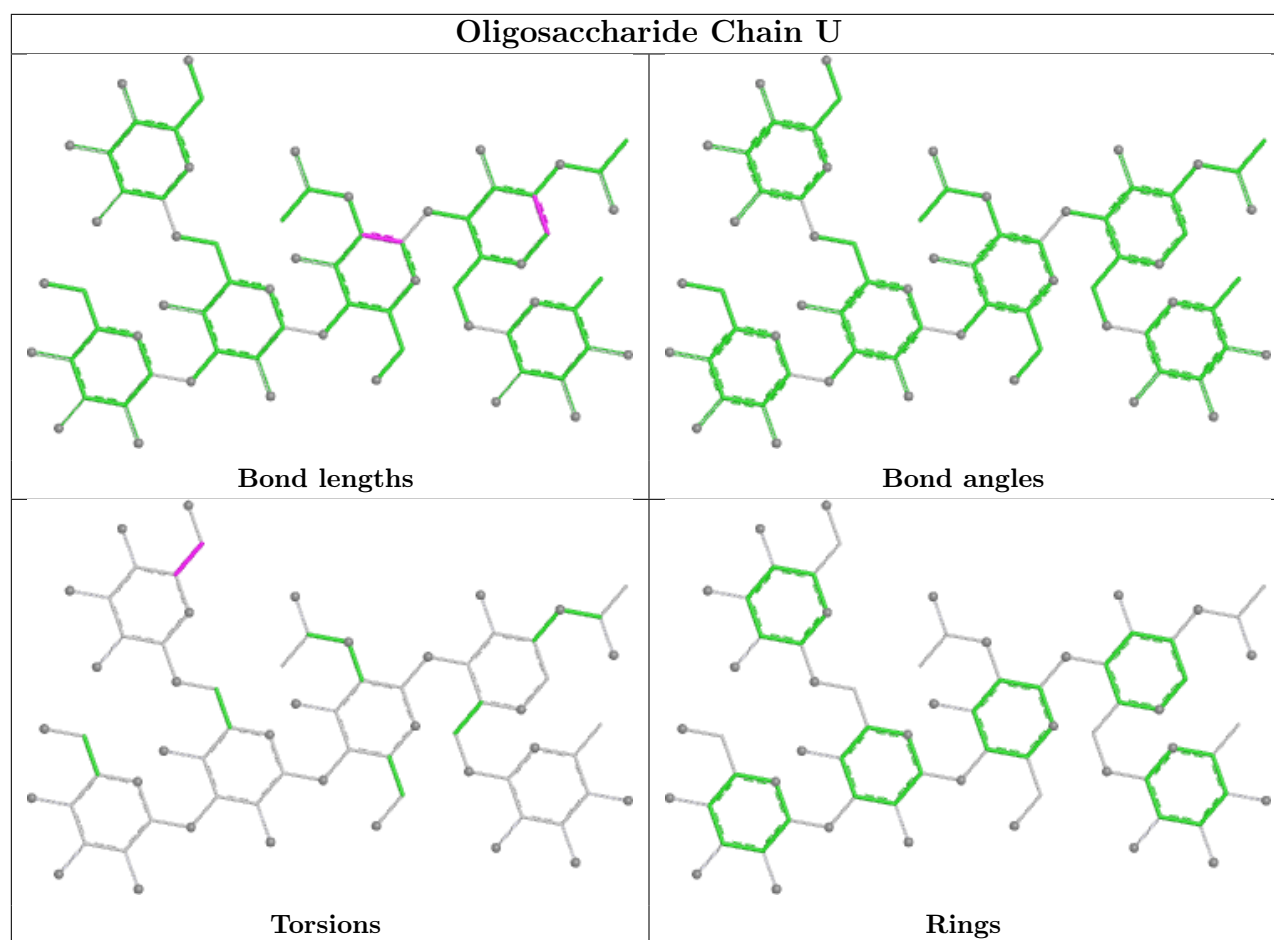 Oligosaccharide Chain U
Bond lengths
Bond angles
Torsions
Rings